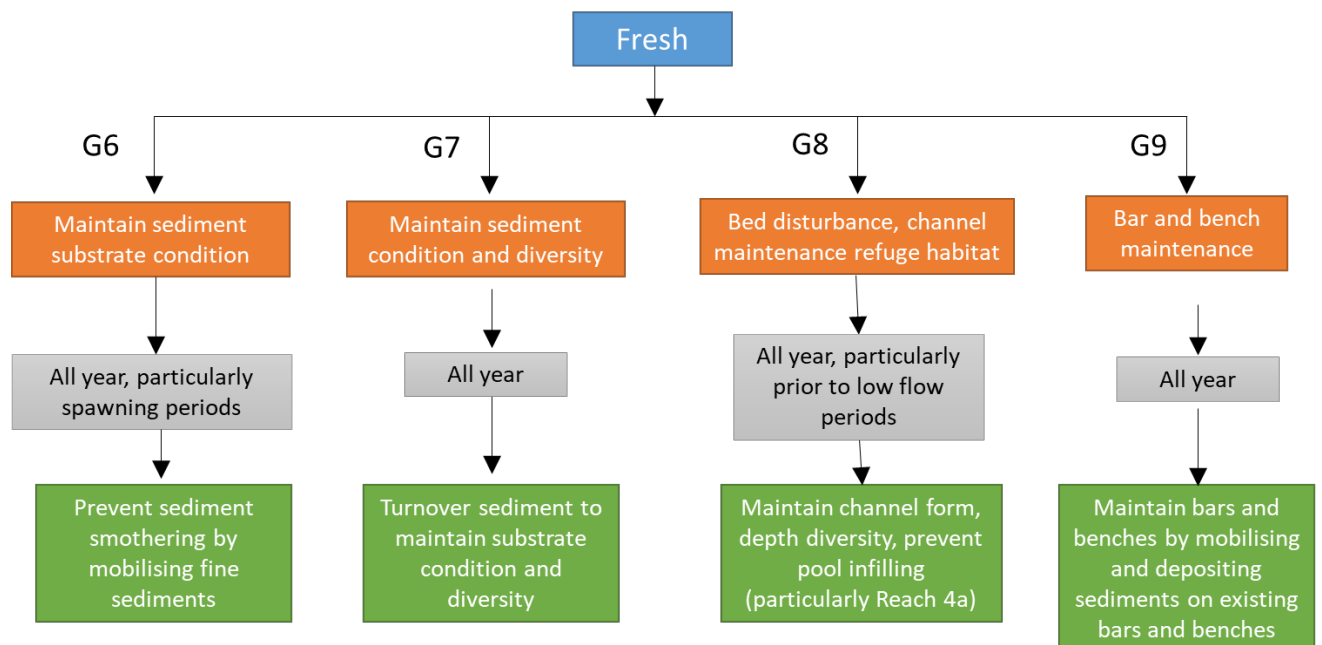 Fresh
G6
G7
G8
G9
Maintain sediment
substrate condition
Maintain sediment
condition and diversity
Bed disturbance, channel
maintenance refuge habitat
Bar and bench
maintenance
All year, particularly
spawning periods
All year
All year, particularly
prior to low flow
periods
All year
Prevent sediment
smothering by
mobilising fine
sediments
Turnover sediment to
maintain substrate
condition and
diversity
Maintain channel form,
depth diversity, prevent
pool infilling
(particularly Reach 4a)
Maintain bars and
benches by mobilising
and depositing
sediments on existing
bars and benches